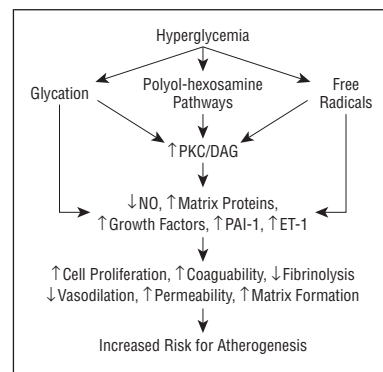 Hyperglycemia
Glycation
Polyol-hexosamine
Pathways
Free
Radicals
↑PKC/DAG
↓NO, ↑Matrix Proteins,
↑Growth Factors, ↑PAI-1, ↑ET-1
↑Cell Proliferation, ↑Coaguability, ↓Fibrinolysis
↓Vasodilation, ↑Permeability, ↑Matrix Formation
Increased Risk for Atherogenesis